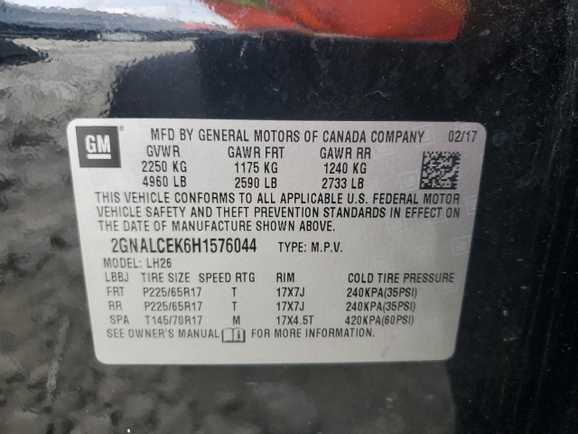 GM
MFD BY GENERAL MOTORS OF CANADA COMPANY 02/17
GVWR GAWR FRT GAWR RR
2250 KG 1175 KG 1240 KG
4960 LB 2590 LB 2733 LB
THIS VEHICLE CONFORMS TO ALL APPLICABLE U.S. FEDERAL MOTOR
VEHICLE SAFETY AND THEFT PREVENTION STANDARDS IN EFFECT ON
THE DATE OF MANUFACTURE SHOWN ABOVE.
2GNALCEK6H1576044 TYPE: M.P.V.
MODEL: LH26
LBBJ TIRE SIZE SPEED RTG RIM COLD TIRE PRESSURE
FRT P225/65R17 T 17X7J 240KPA(35PSI)
RR P225/65R17 T 17X7J 240KPA(35PSI)
SPA T145/70R17 M 17X4.5T 420KPA(60PSI)
SEE OWNER'S MANUAL FOR MORE INFORMATION.